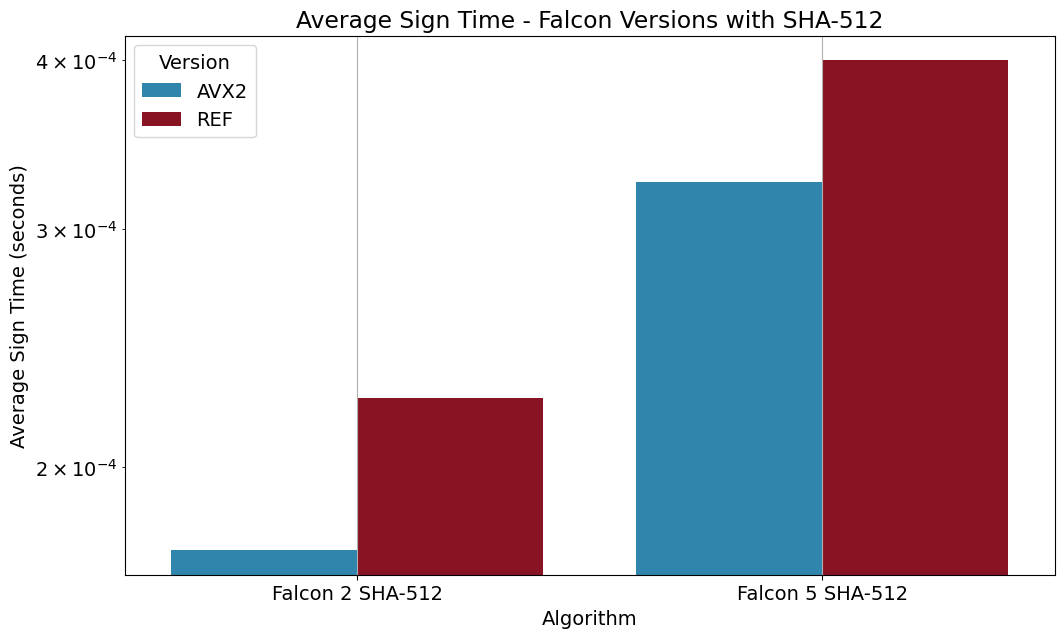 Average Sign Time - Falcon Versions with SHA-512
Version
AVX2
REF
4 × 10⁻⁴
3 × 10⁻⁴
2 × 10⁻⁴
Average Sign Time (seconds)
Falcon 2 SHA-512
Falcon 5 SHA-512
Algorithm